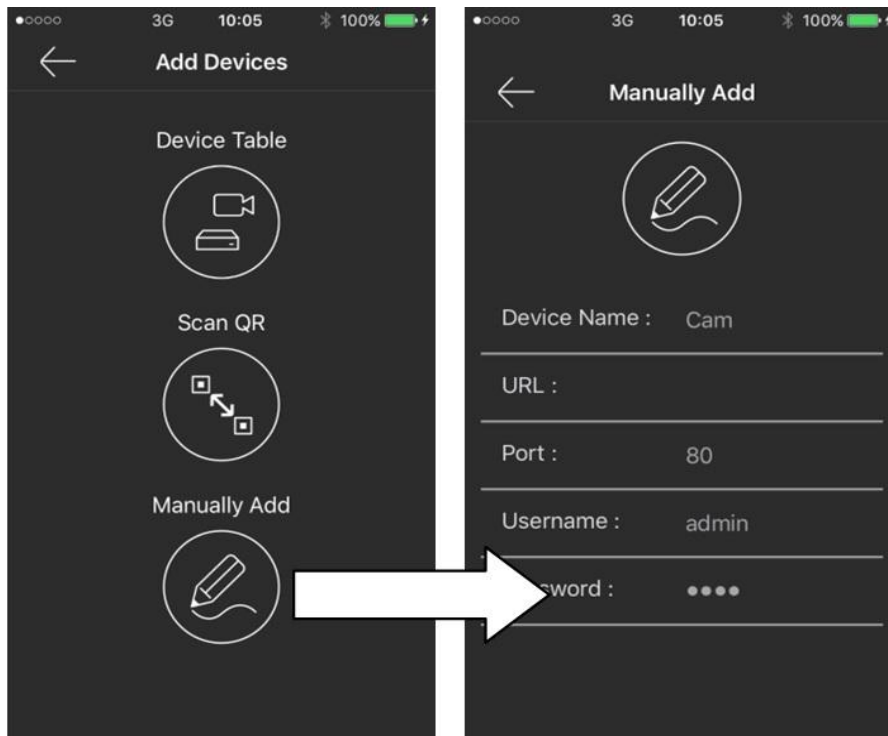 3G 10:05 100%
Add Devices
Device Table
Scan QR
Manually Add
3G 10:05 100%
Manually Add
Device Name : Cam
URL :
Port : 80
Username : admin
sword : ●●●●